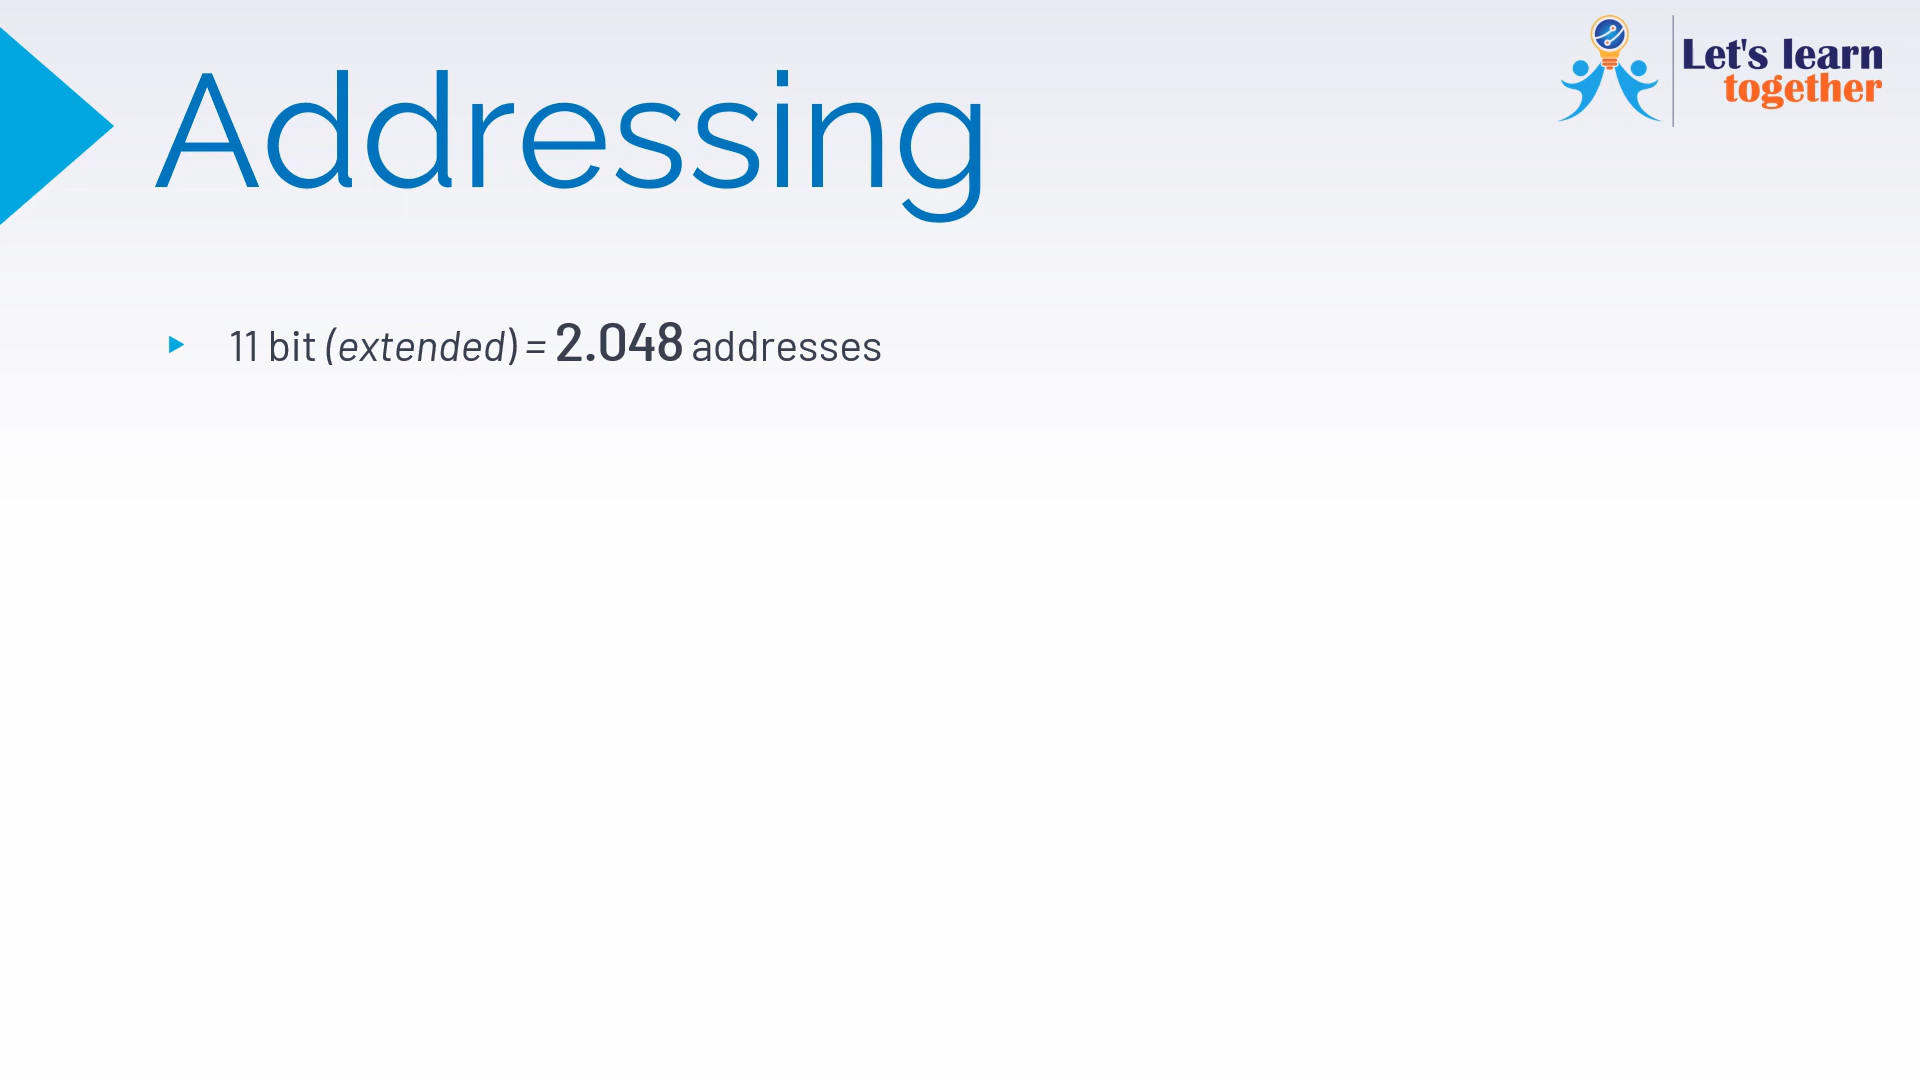 Addressing
Let's learn
together
11 bit (extended) = 2.048 addresses